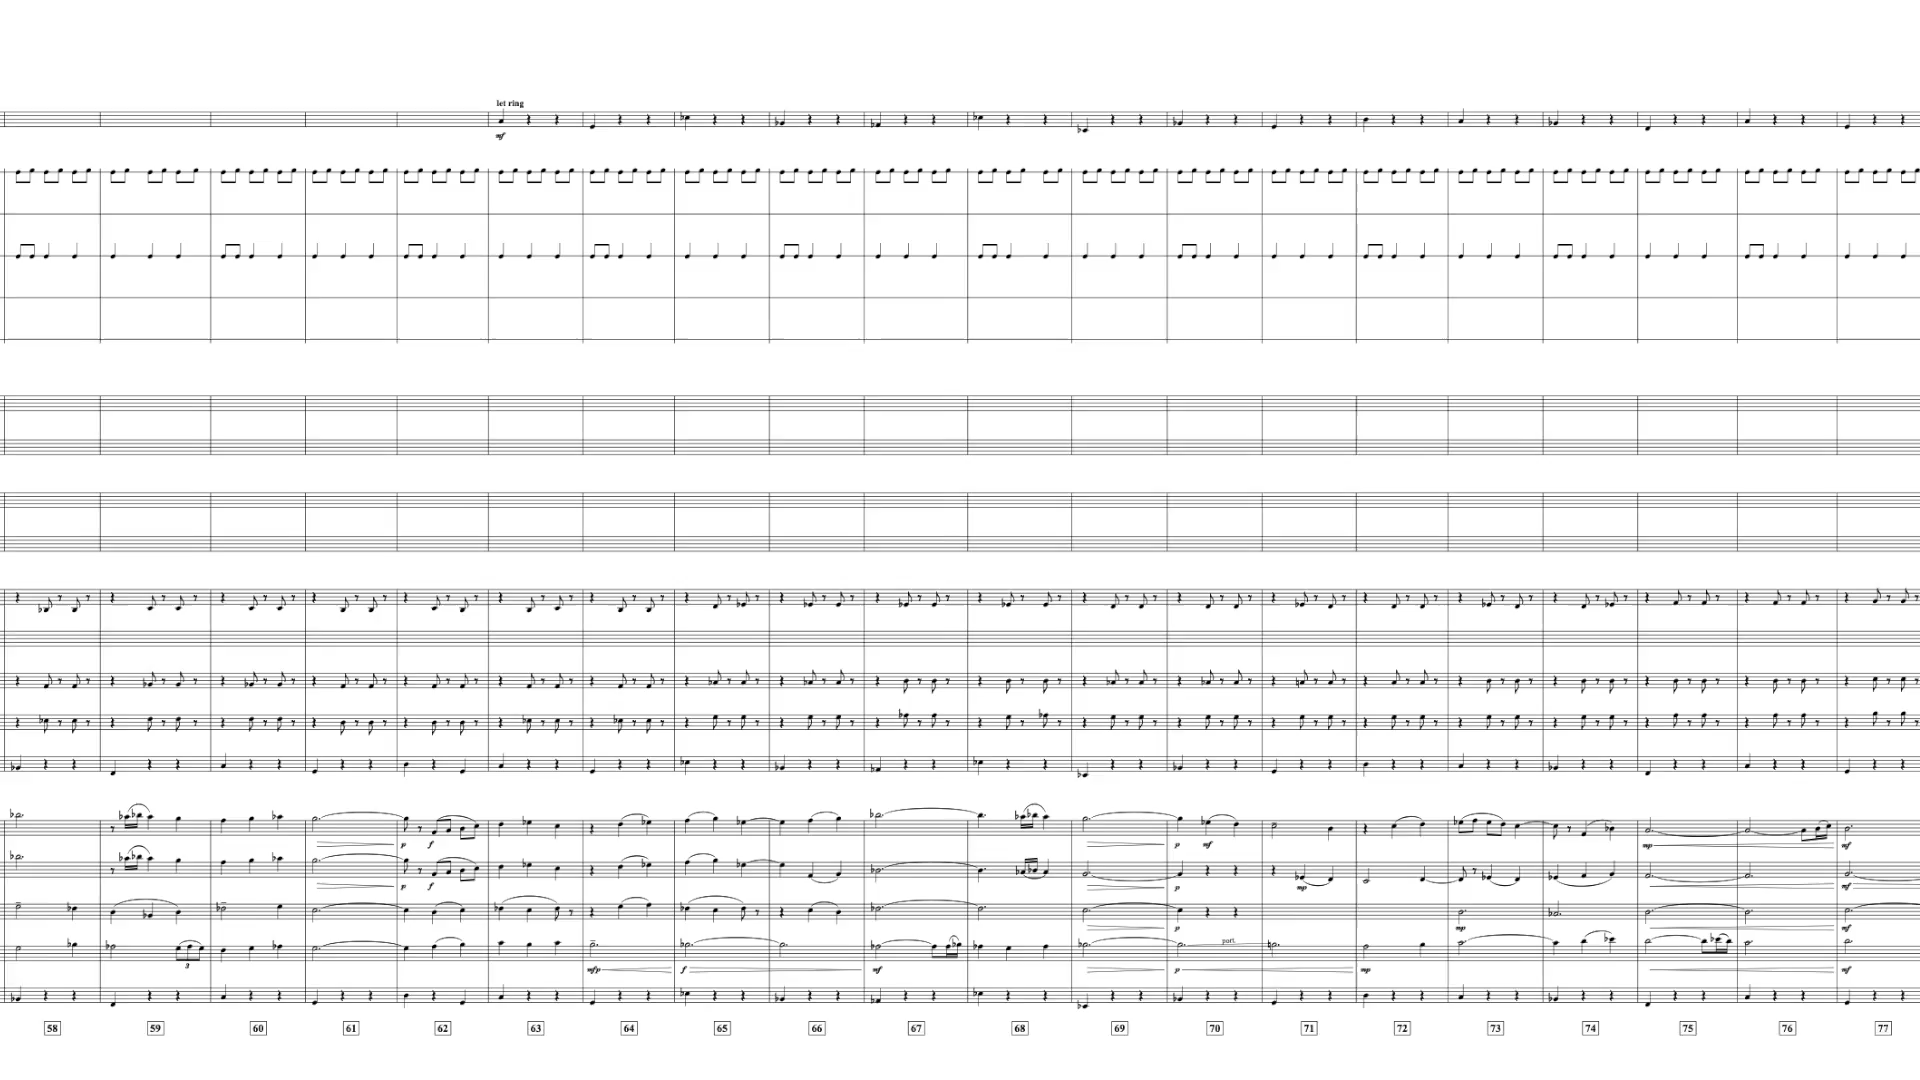 let ring
mf
p f
p f
3
mfp f
mf
p
p
p
p
port.
mf
mp
mp
mp
mp
mf
mf
mf
mf
58 59 60 61 62 63 64 65 66 67 68 69 70 71 72 73 74 75 76 77